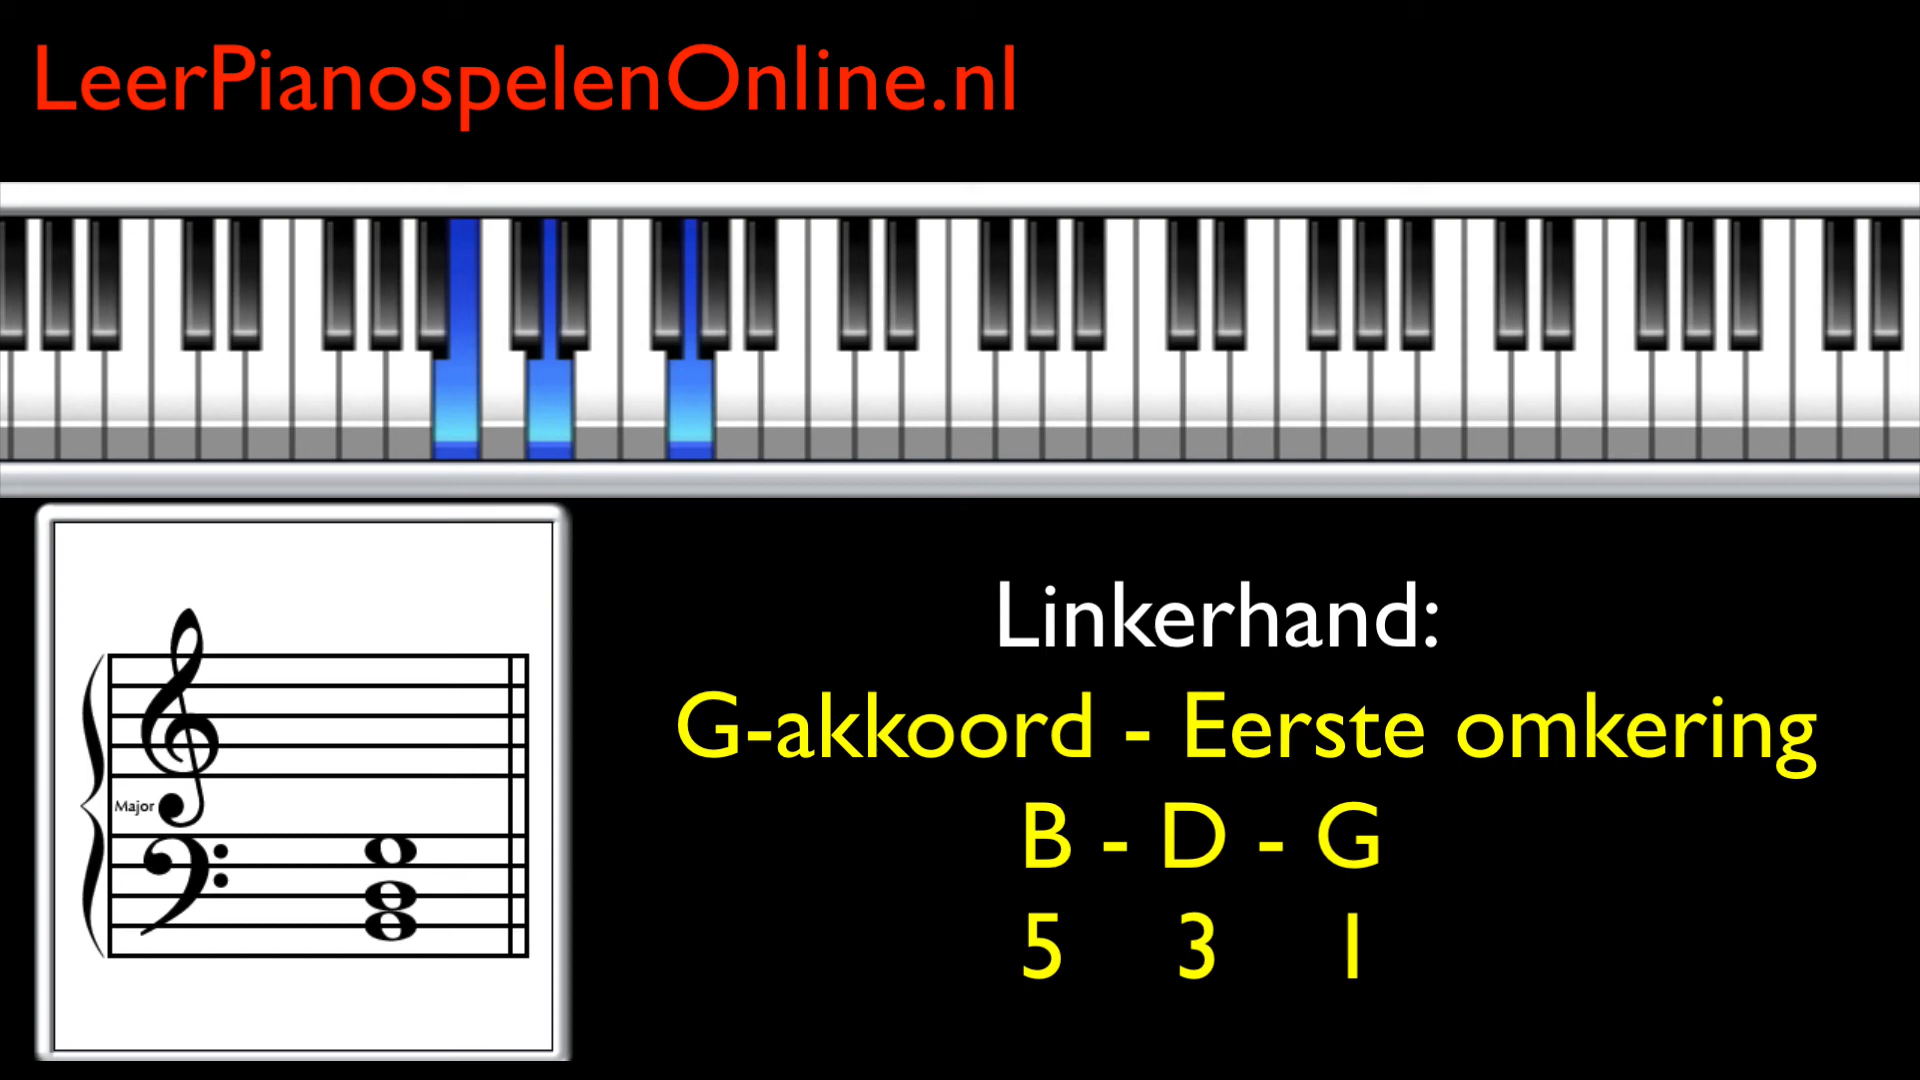 LeerPianospelenOnline.nl
Major
Linkerhand:
G-akkoord - Eerste omkering
B - D - G
5 3 1